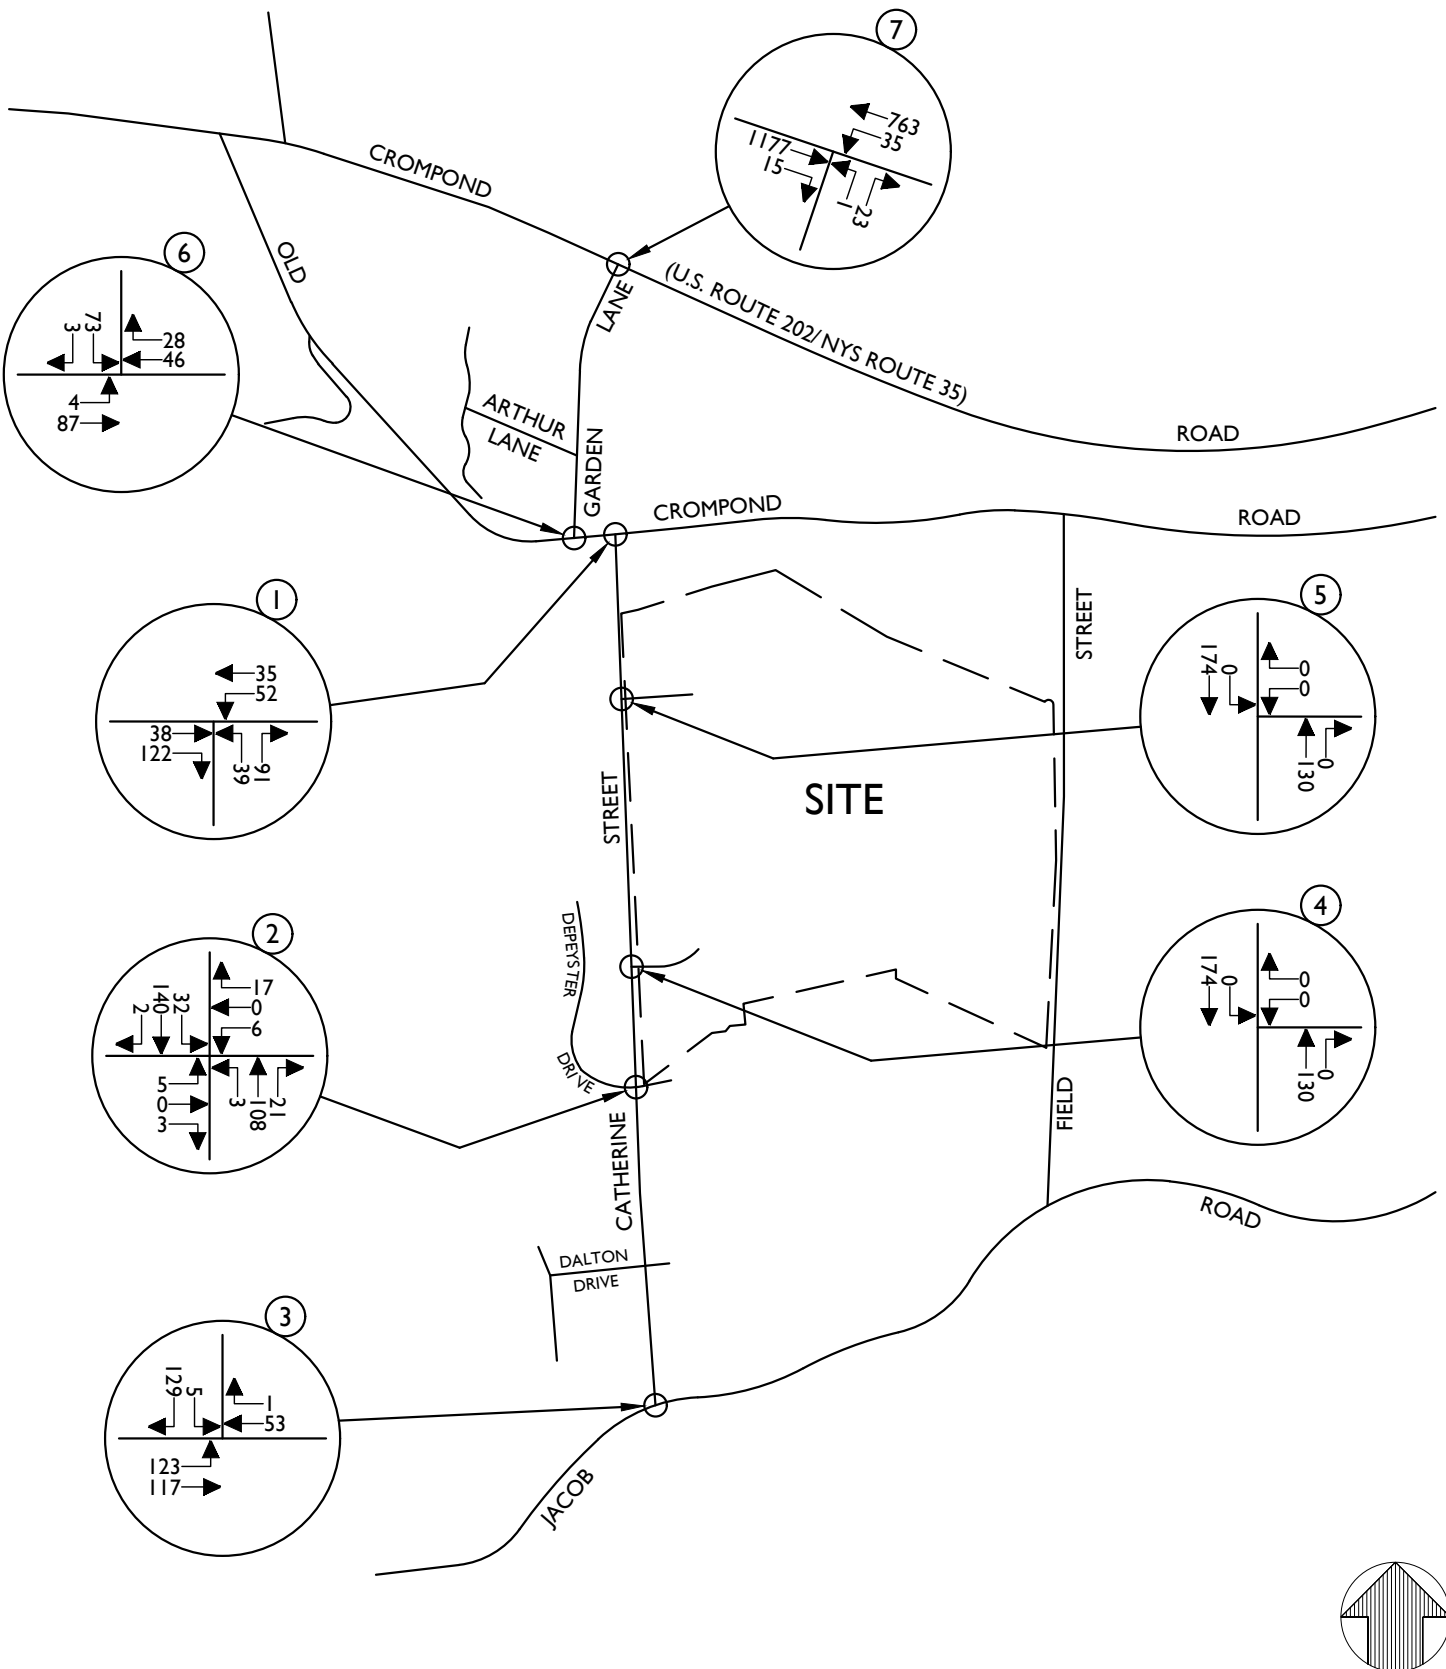 7
763
35
1177
15
1
23
CROMPOND
OLD
6
LANE
(U.S. ROUTE 202/ NYS ROUTE 35)
3
73
28
46
4
87
ARTHUR
LANE
GARDEN
ROAD
CROMPOND
ROAD
1
35
52
38
122
39
91
STREET
5
174
0
0
0
130
0
STREET
SITE
2
2
140
32
17
0
6
5
0
3
3
108
21
DEPEYSTER
DRIVE
4
174
0
0
0
130
0
CATHERINE
FIELD
ROAD
DALTON
DRIVE
3
129
5
1
53
123
117
JACOB